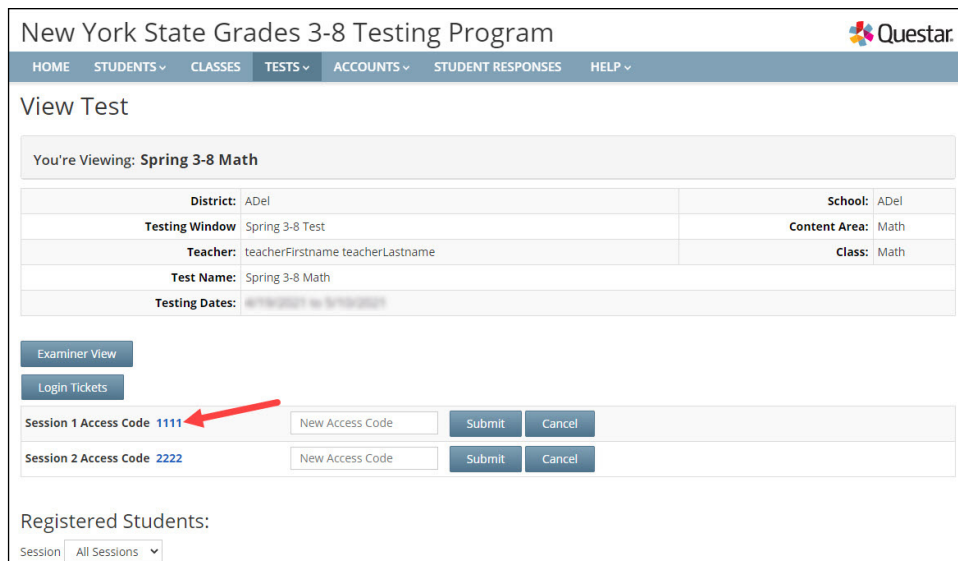 New York State Grades 3-8 Testing Program
Questar
HOME STUDENTS CLASSES TESTS ACCOUNTS STUDENT RESPONSES HELP
View Test
You're Viewing: Spring 3-8 Math
District: ADel School: ADel
Testing Window Spring 3-8 Test Content Area: Math
Teacher: teacherFirstname teacherLastname Class: Math
Test Name: Spring 3-8 Math
Testing Dates:
Examiner View
Login Tickets
Session 1 Access Code 1111 New Access Code Submit Cancel
Session 2 Access Code 2222 New Access Code Submit Cancel
Registered Students:
Session All Sessions